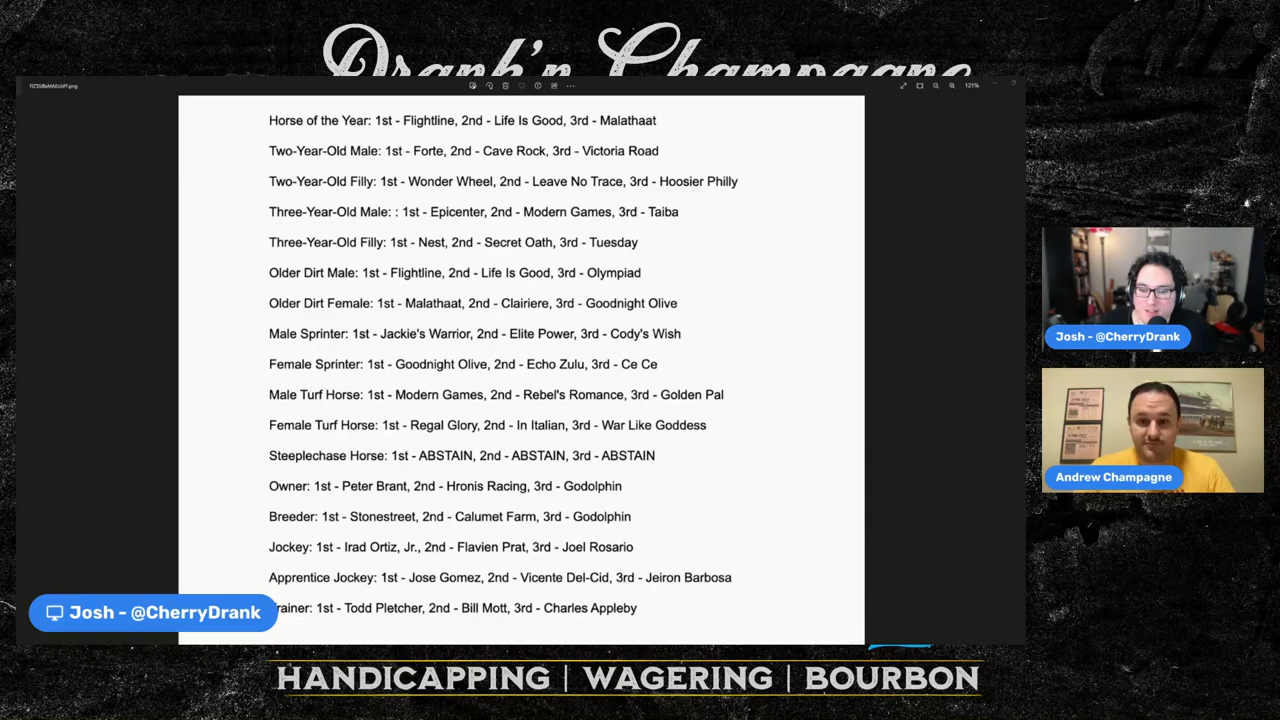 Drank'n Champagne
121%
Horse of the Year: 1st - Flightline, 2nd - Life Is Good, 3rd - Malathaat
Two-Year-Old Male: 1st - Forte, 2nd - Cave Rock, 3rd - Victoria Road
Two-Year-Old Filly: 1st - Wonder Wheel, 2nd - Leave No Trace, 3rd - Hoosier Philly
Three-Year-Old Male: : 1st - Epicenter, 2nd - Modern Games, 3rd - Taiba
Three-Year-Old Filly: 1st - Nest, 2nd - Secret Oath, 3rd - Tuesday
Older Dirt Male: 1st - Flightline, 2nd - Life Is Good, 3rd - Olympiad
Older Dirt Female: 1st - Malathaat, 2nd - Clairiere, 3rd - Goodnight Olive
Male Sprinter: 1st - Jackie's Warrior, 2nd - Elite Power, 3rd - Cody's Wish
Female Sprinter: 1st - Goodnight Olive, 2nd - Echo Zulu, 3rd - Ce Ce
Male Turf Horse: 1st - Modern Games, 2nd - Rebel's Romance, 3rd - Golden Pal
Female Turf Horse: 1st - Regal Glory, 2nd - In Italian, 3rd - War Like Goddess
Steeplechase Horse: 1st - ABSTAIN, 2nd - ABSTAIN, 3rd - ABSTAIN
Owner: 1st - Peter Brant, 2nd - Hronis Racing, 3rd - Godolphin
Breeder: 1st - Stonestreet, 2nd - Calumet Farm, 3rd - Godolphin
Jockey: 1st - Irad Ortiz, Jr., 2nd - Flavien Prat, 3rd - Joel Rosario
Apprentice Jockey: 1st - Jose Gomez, 2nd - Vicente Del-Cid, 3rd - Jeiron Barbosa
rainer: 1st - Todd Pletcher, 2nd - Bill Mott, 3rd - Charles Appleby
Josh - @CherryDrank
Josh - @CherryDrank
Andrew Champagne
HANDICAPPING | WAGERING | BOURBON